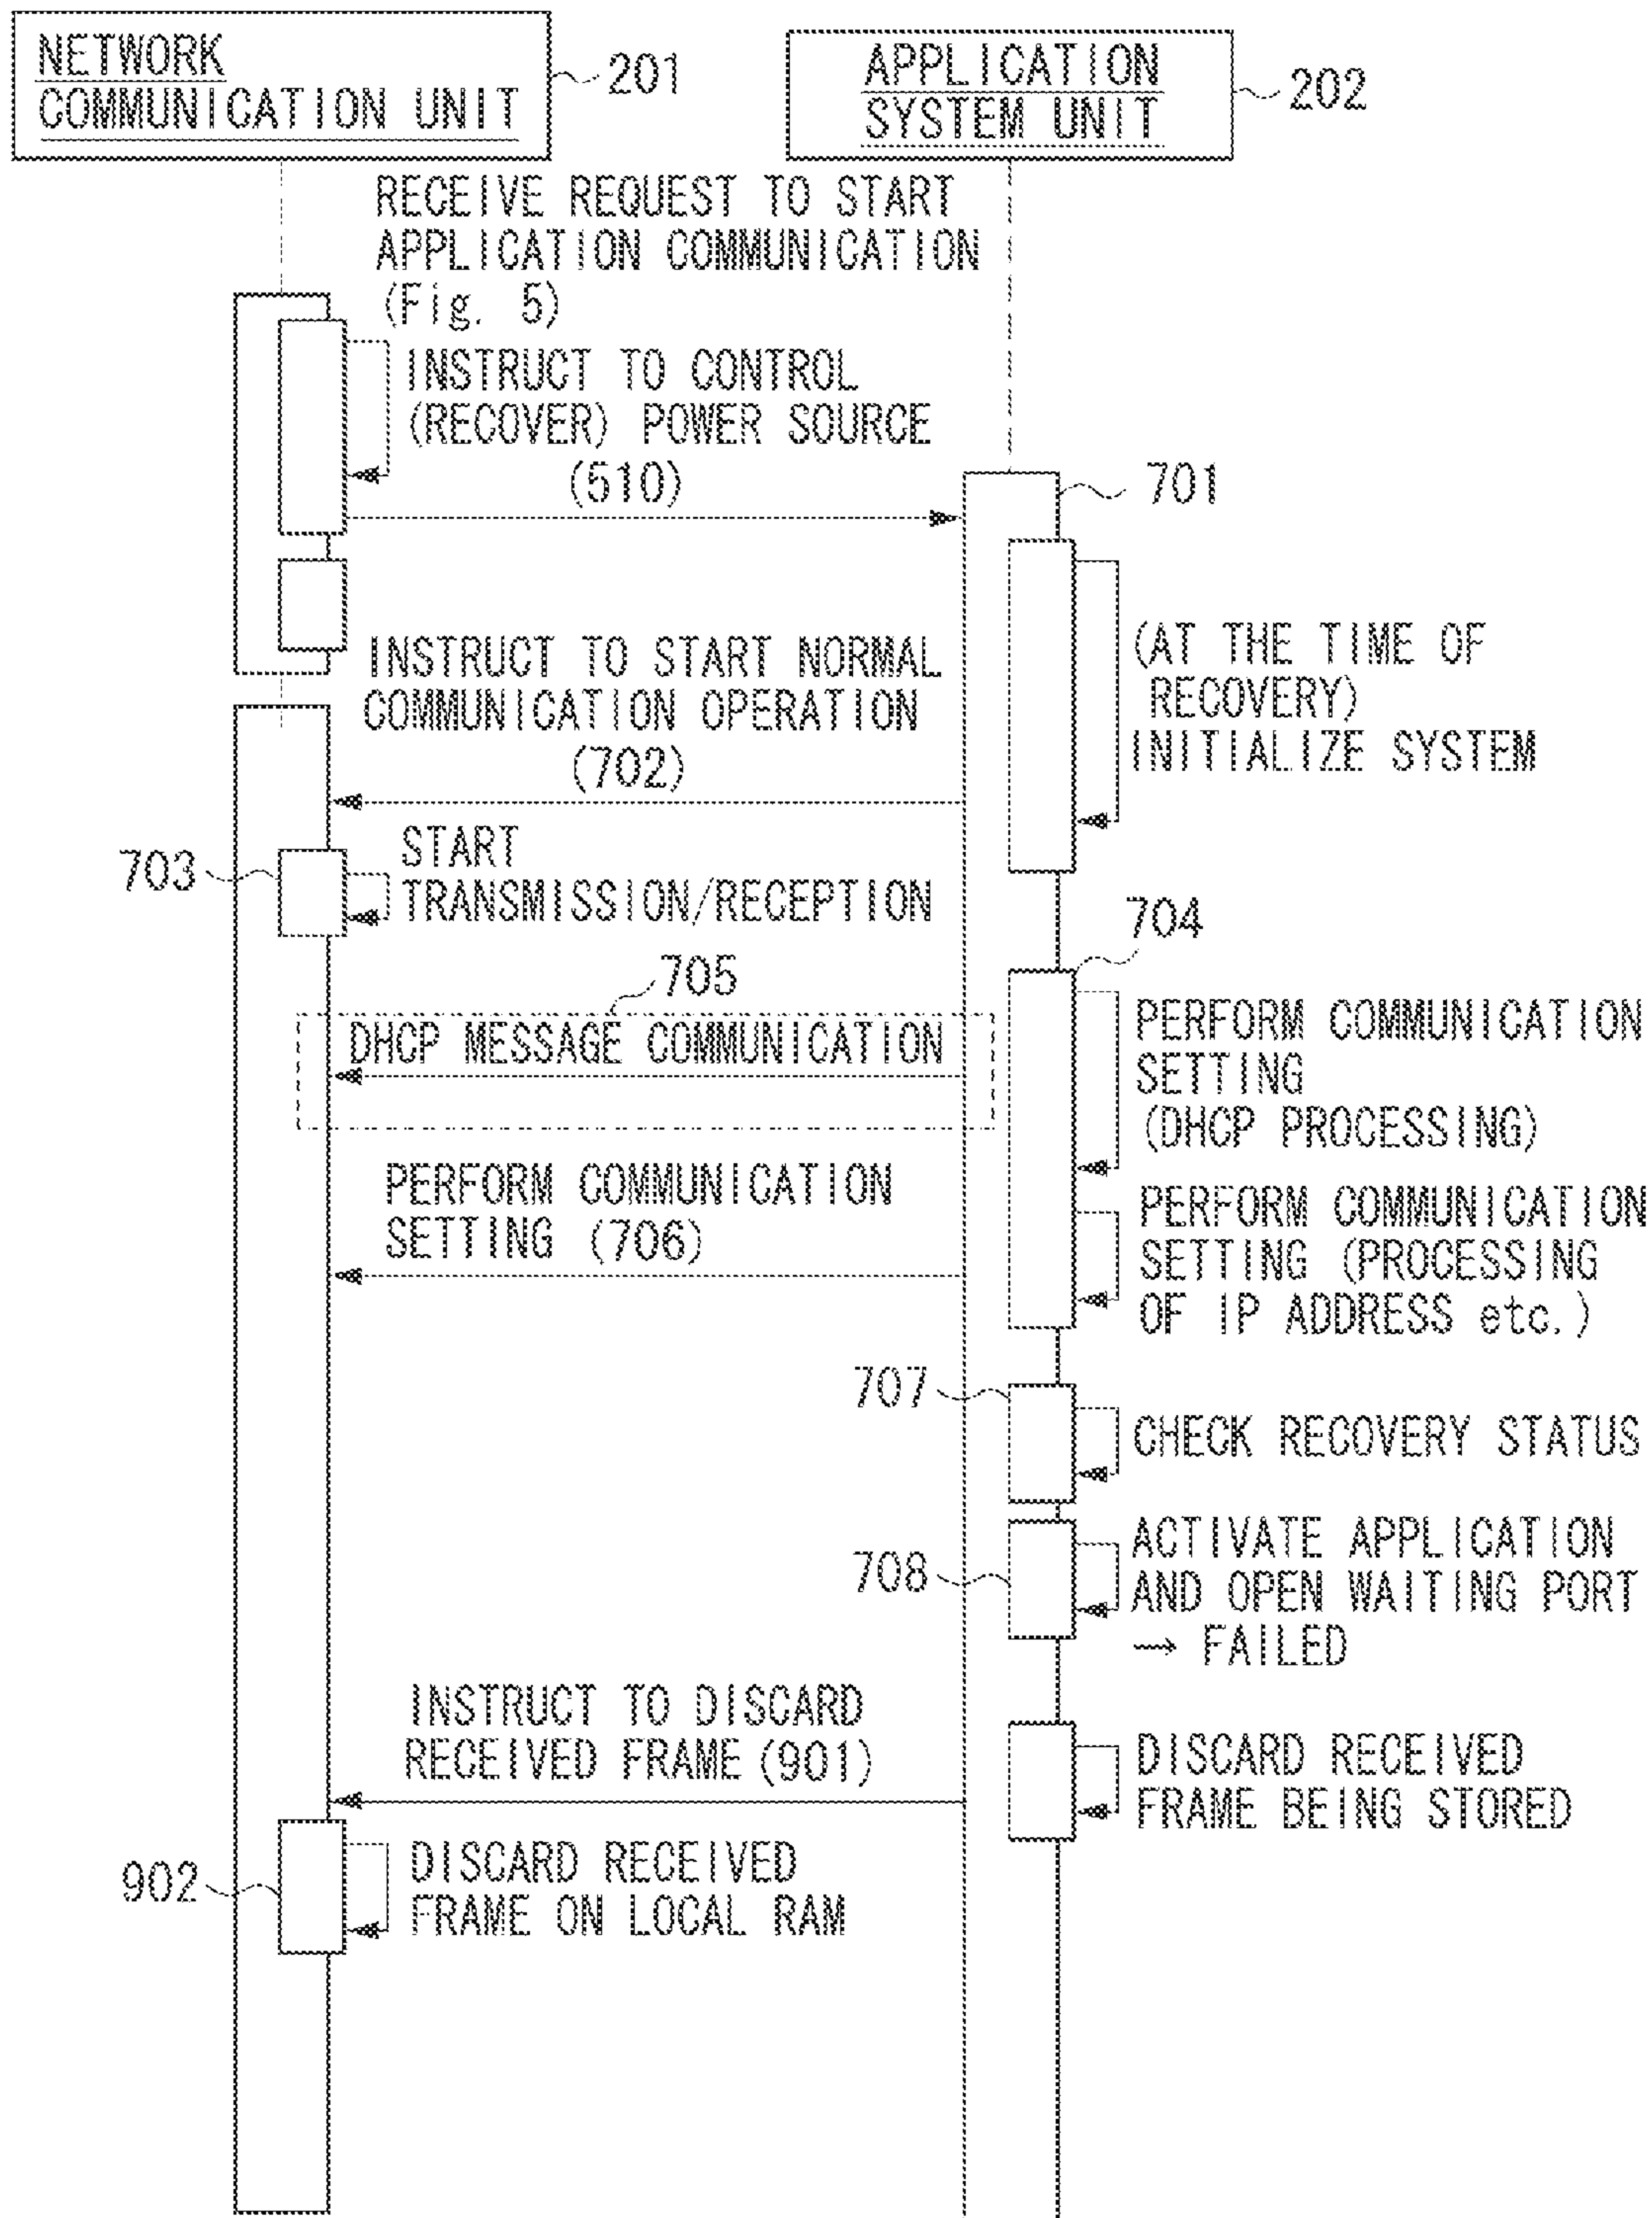 NETWORK
COMMUNICATION UNIT
201
APPLICATION
SYSTEM UNIT
202
RECEIVE REQUEST TO START
APPLICATION COMMUNICATION
(Fig. 5)
INSTRUCT TO CONTROL
(RECOVER) POWER SOURCE
(510)
701
(AT THE TIME OF
RECOVERY)
INITIALIZE SYSTEM
INSTRUCT TO START NORMAL
COMMUNICATION OPERATION
(702)
703
START
TRANSMISSION/RECEPTION
704
705
DHCP MESSAGE COMMUNICATION
PERFORM COMMUNICATION
SETTING
(DHCP PROCESSING)
PERFORM COMMUNICATION
SETTING (706)
PERFORM COMMUNICATION
SETTING (PROCESSING
OF IP ADDRESS etc.)
707
CHECK RECOVERY STATUS
708
ACTIVATE APPLICATION
AND OPEN WAITING PORT
→ FAILED
INSTRUCT TO DISCARD
RECEIVED FRAME (901)
DISCARD RECEIVED
FRAME BEING STORED
902
DISCARD RECEIVED
FRAME ON LOCAL RAM